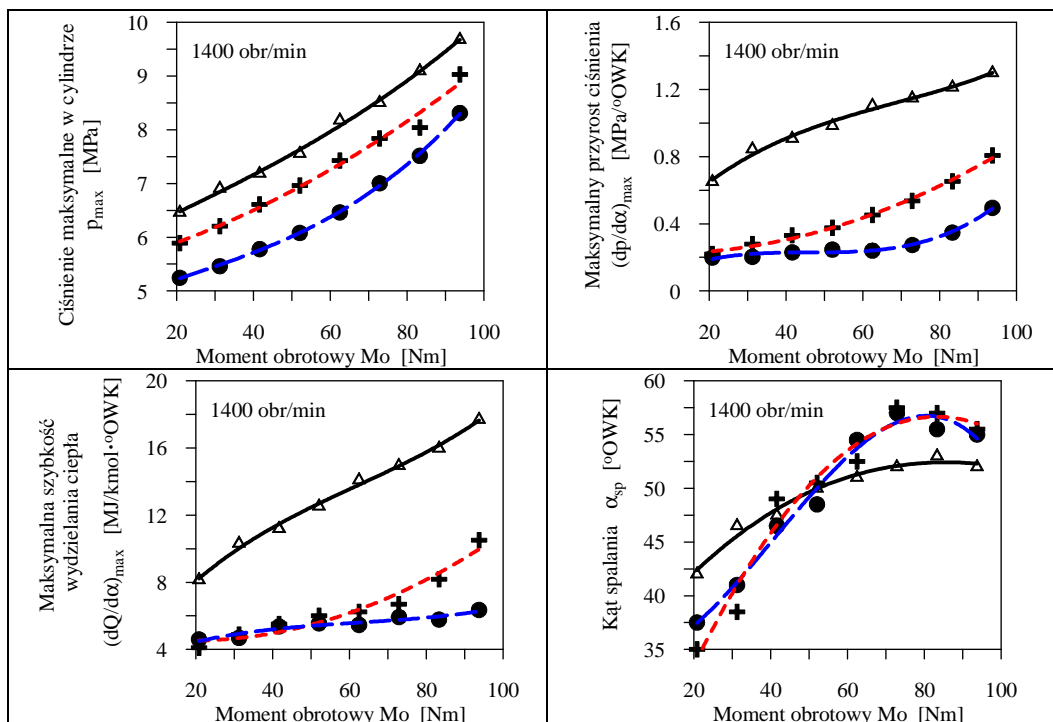 Ciśnienie maksymalne w cylindrze
p_max [MPa]
10
9
8
7
6
5
1400 obr/min
20 40 60 80 100
Moment obrotowy Mo [Nm]
Maksymalny przyrost ciśnienia
(dp/dα)_max [MPa/ºOWK]
1.6
1.2
0.8
0.4
0
1400 obr/min
20 40 60 80 100
Moment obrotowy Mo [Nm]
Maksymalna szybkość
wydzielania ciepła
(dQ/dα)_max [MJ/kmol·ºOWK]
20
16
12
8
4
1400 obr/min
20 40 60 80 100
Moment obrotowy Mo [Nm]
Kąt spalania α_sp [ºOWK]
60
55
50
45
40
35
1400 obr/min
20 40 60 80 100
Moment obrotowy Mo [Nm]